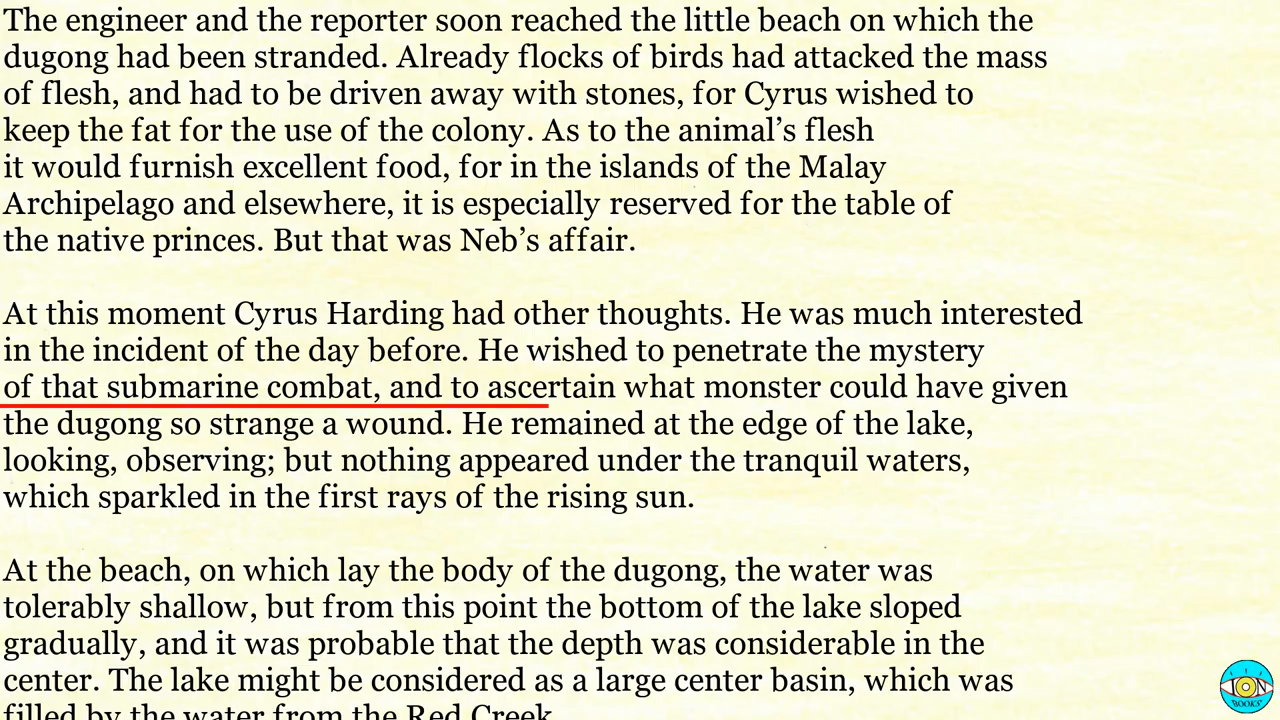 The engineer and the reporter soon reached the little beach on which the
dugong had been stranded. Already flocks of birds had attacked the mass
of flesh, and had to be driven away with stones, for Cyrus wished to
keep the fat for the use of the colony. As to the animal’s flesh
it would furnish excellent food, for in the islands of the Malay
Archipelago and elsewhere, it is especially reserved for the table of
the native princes. But that was Neb’s affair.
At this moment Cyrus Harding had other thoughts. He was much interested
in the incident of the day before. He wished to penetrate the mystery
of that submarine combat, and to ascertain what monster could have given
the dugong so strange a wound. He remained at the edge of the lake,
looking, observing; but nothing appeared under the tranquil waters,
which sparkled in the first rays of the rising sun.
At the beach, on which lay the body of the dugong, the water was
tolerably shallow, but from this point the bottom of the lake sloped
gradually, and it was probable that the depth was considerable in the
center. The lake might be considered as a large center basin, which was
filled by the water from the Red Creek.
ION
BOOKS